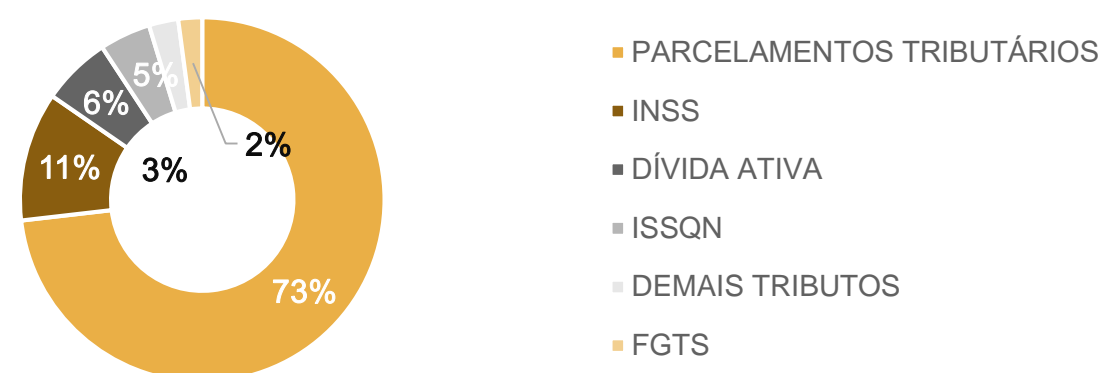 5%
6%
2%
11%
3%
73%
PARCELAMENTOS TRIBUTÁRIOS
INSS
DÍVIDA ATIVA
ISSQN
DEMAIS TRIBUTOS
FGTS